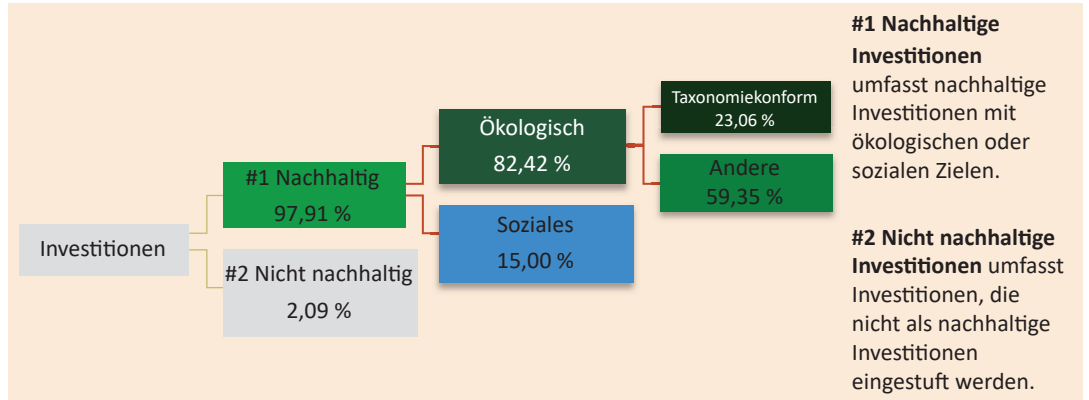 Investitionen
#1 Nachhaltig
97,91 %
#2 Nicht nachhaltig
2,09 %
Ökologisch
82,42 %
Soziales
15,00 %
Taxonomiekonform
23,06 %
Andere
59,35 %
#1 Nachhaltige
Investitionen
umfasst nachhaltige
Investitionen mit
ökologischen oder
sozialen Zielen.
#2 Nicht nachhaltige
Investitionen umfasst
Investitionen, die
nicht als nachhaltige
Investitionen
eingestuft werden.